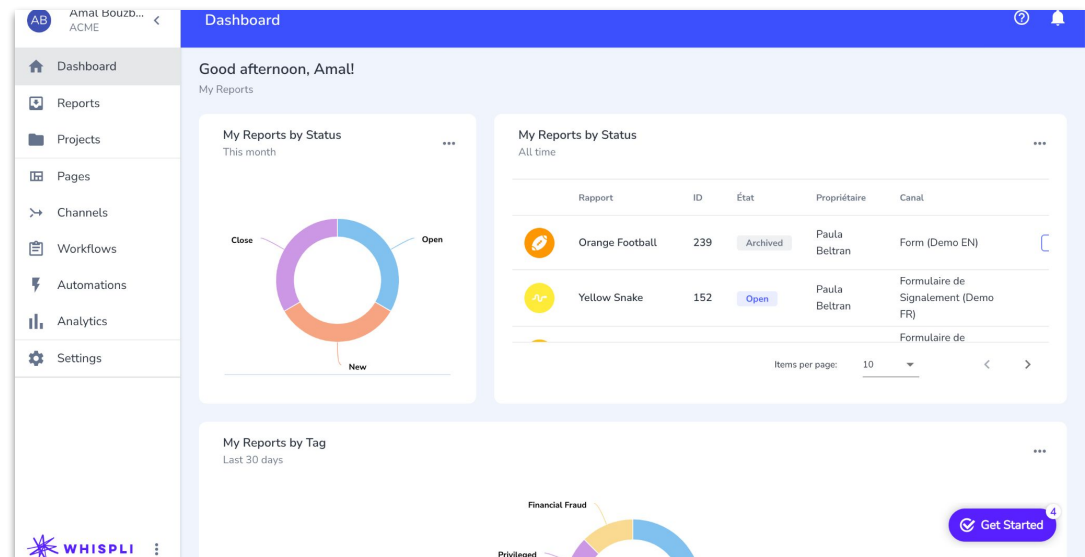 AB
Amal Bouzb...
ACME
Dashboard
Dashboard
Reports
Projects
Pages
Channels
Workflows
Automations
Analytics
Settings
WHISPLI
Good afternoon, Amal!
My Reports
My Reports by Status
This month
Close
Open
New
My Reports by Status
All time
Rapport ID État Propriétaire Canal
Orange Football 239 Archived Paula Beltran Form (Demo EN)
Yellow Snake 152 Open Paula Beltran Formulaire de Signalement (Demo FR)
Formulaire de
Items per page: 10
My Reports by Tag
Last 30 days
Financial Fraud
Privileged
Get Started
4